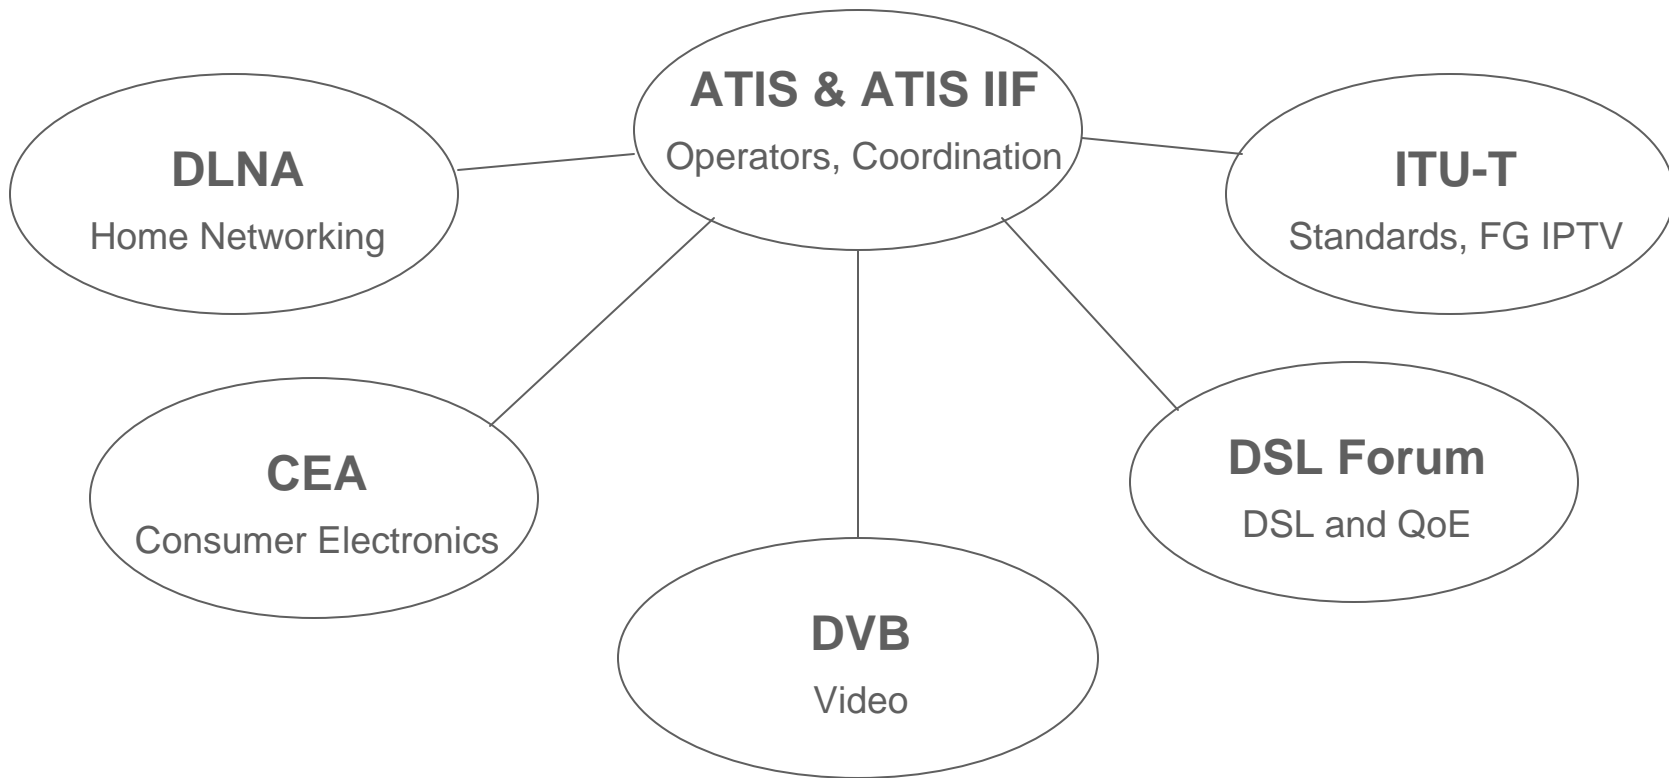 ATIS & ATIS IIF
Operators, Coordination
DLNA
Home Networking
ITU-T
Standards, FG IPTV
CEA
Consumer Electronics
DSL Forum
DSL and QoE
DVB
Video